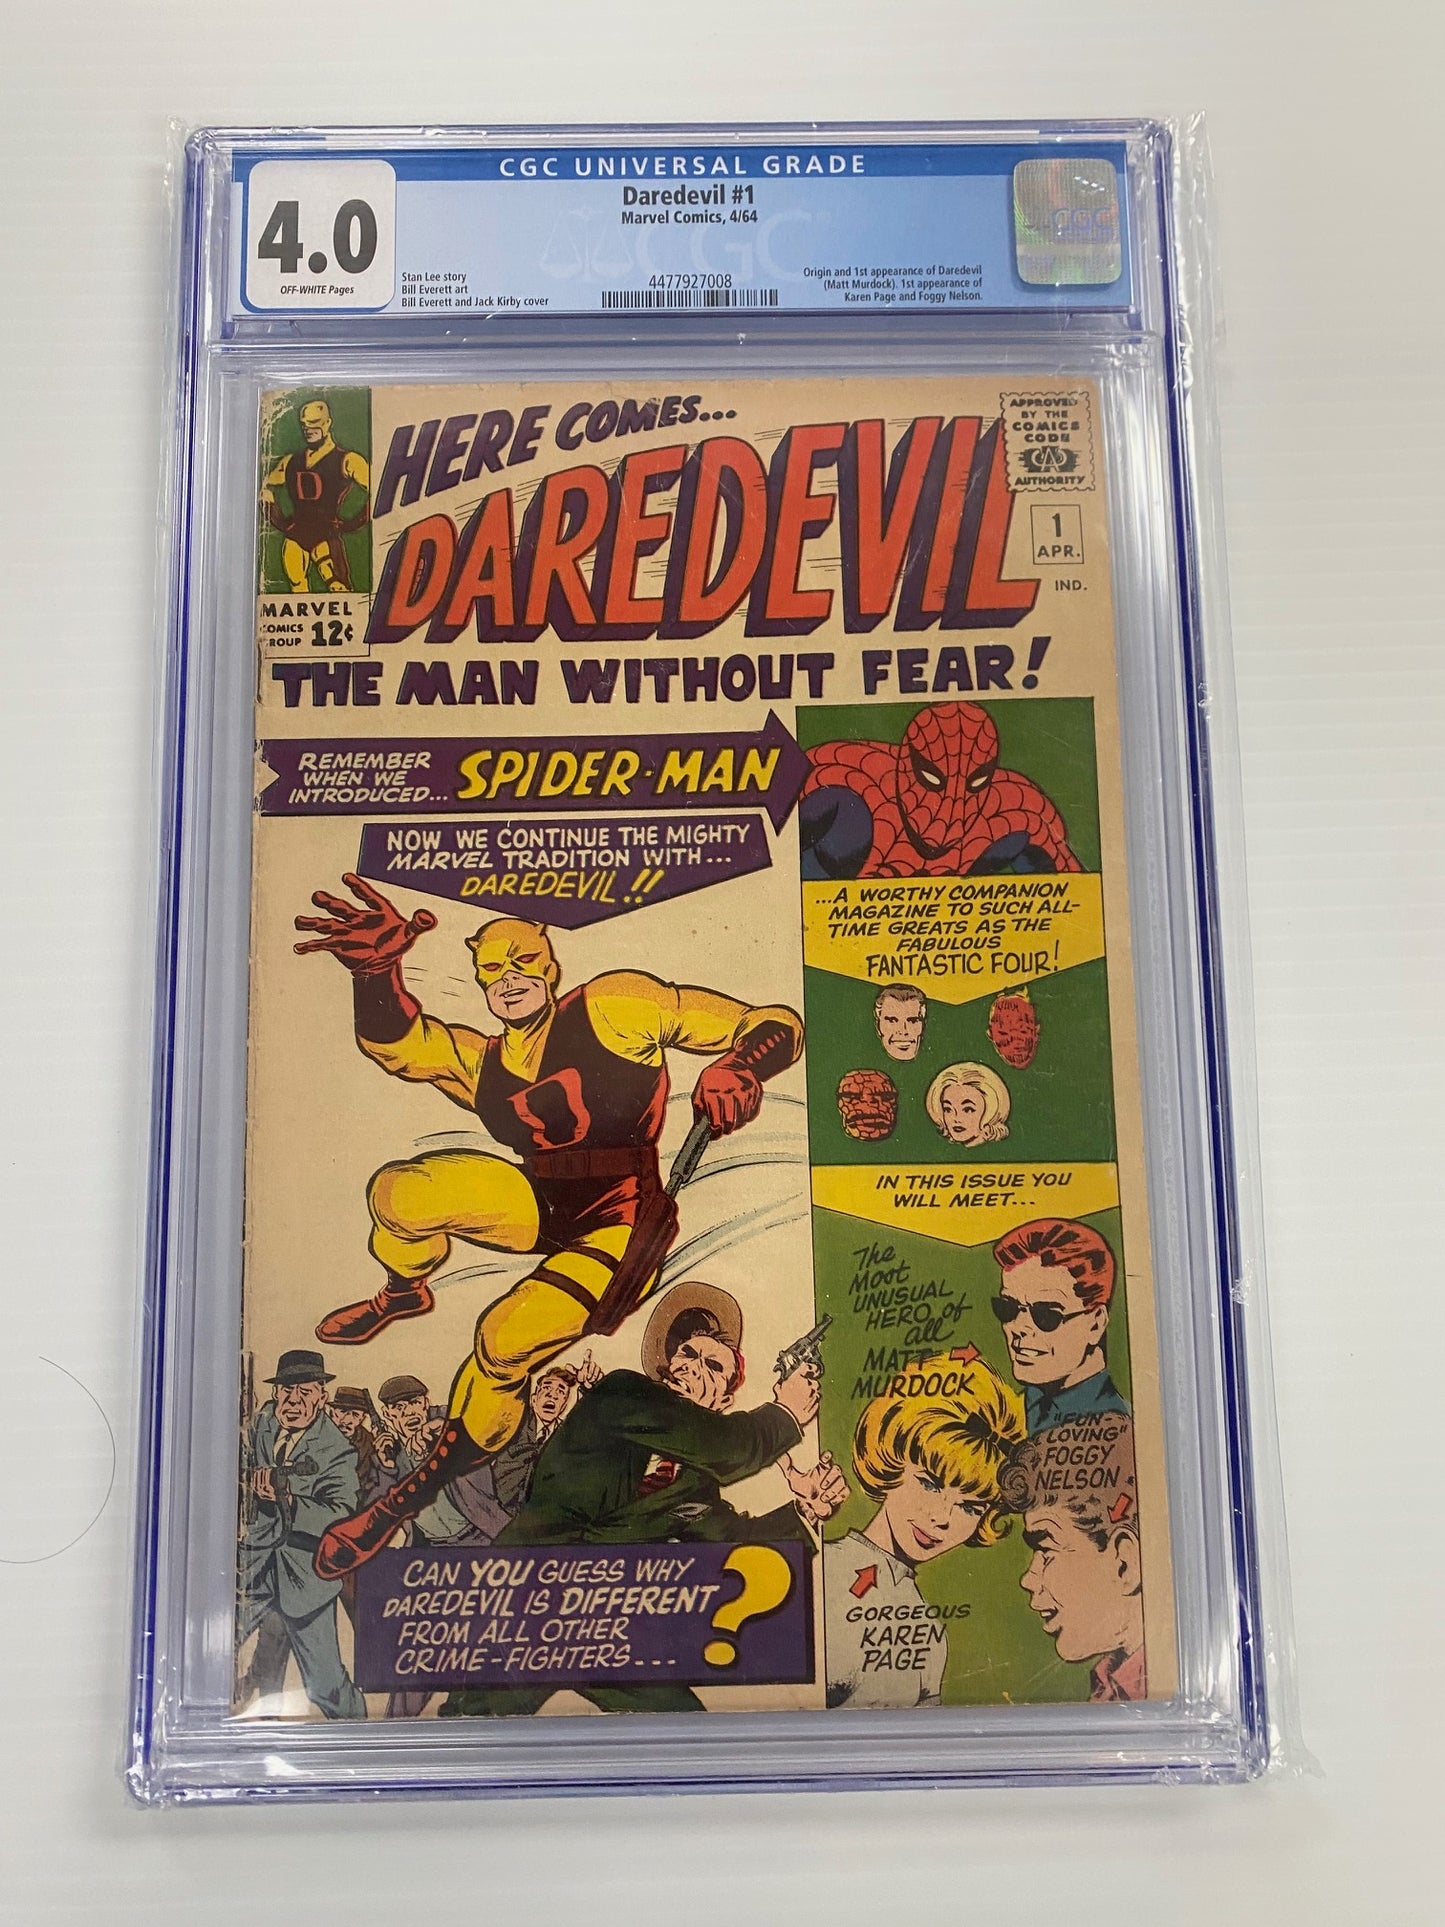 CGC UNIVERSAL GRADE
4.0
OFF-WHITE Pages
Daredevil #1
Marvel Comics, 4/64
Stan Lee story
Bill Everett art
Bill Everett and Jack Kirby cover
CGC
4477927008
Origin and 1st appearance of Daredevil
(Matt Murdock). 1st appearance of
Karen Page and Foggy Nelson.
CGC
HERE COMES...
DAREDEVIL
THE MAN WITHOUT FEAR!
D
MARVEL
COMICS
ROUP 12¢
APPROVED
BY THE
COMICS
CODE
CA
AUTHORITY
1
APR.
IND.
REMEMBER
WHEN WE
INTRODUCED... SPIDER-MAN
NOW WE CONTINUE THE MIGHTY
MARVEL TRADITION WITH...
DAREDEVIL!!
...A WORTHY COMPANION
MAGAZINE TO SUCH ALL-
TIME GREATS AS THE
FABULOUS
FANTASTIC FOUR!
D
IN THIS ISSUE YOU
WILL MEET...
The
Most
UNUSUAL
HERO of
all
MATT
MURDOCK
"FUN-
LOVING"
FOGGY
NELSON
GORGEOUS
KAREN
PAGE
CAN YOU GUESS WHY
DAREDEVIL IS DIFFERENT
FROM ALL OTHER
CRIME-FIGHTERS... ?